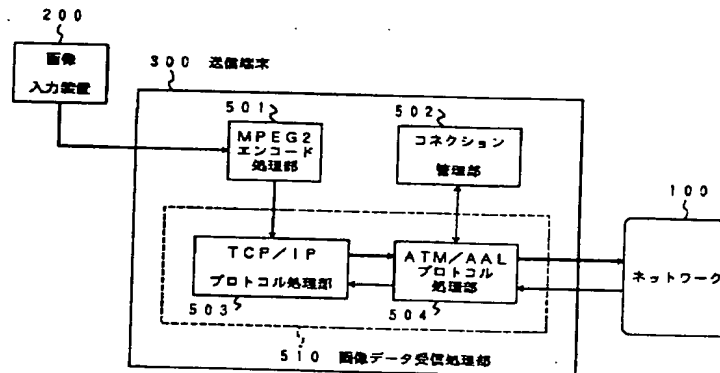 200
画像
入力装置
300 送信端末
501
MPEG2
エンコード
処理部
502
コネクション
管理部
100
ネットワーク
TCP/IP
プロトコル処理部
503
ATM/AAL
プロトコル
処理部
504
510 画像データ受信処理部